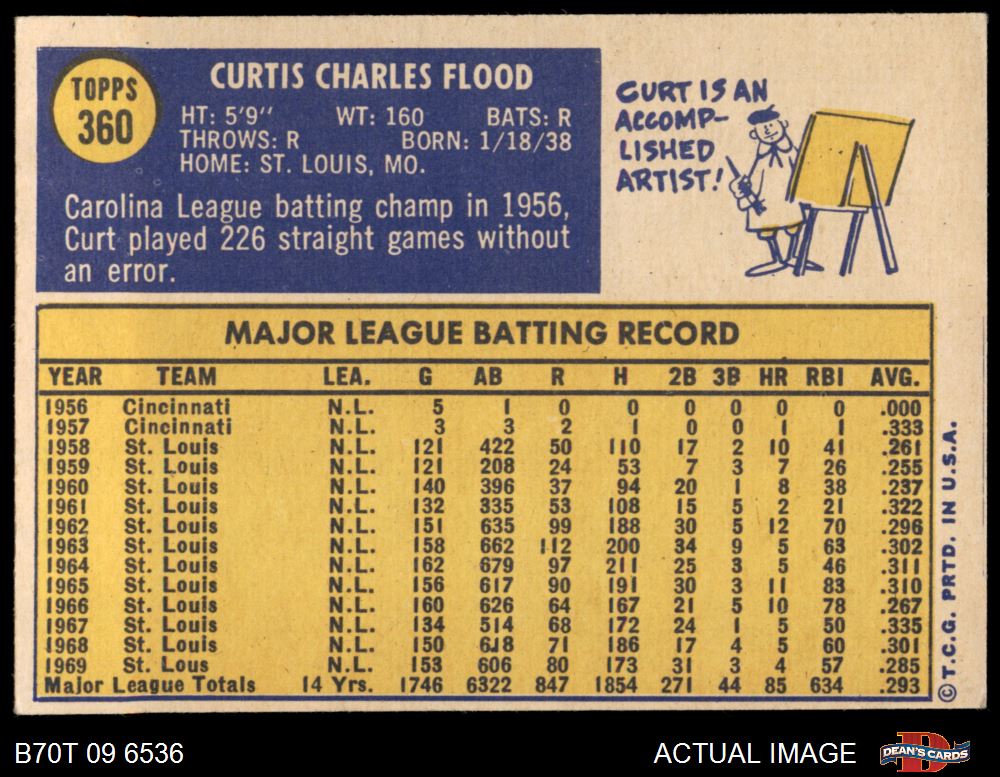 TOPPS
360
CURTIS CHARLES FLOOD
HT: 5'9" WT: 160 BATS: R
THROWS: R BORN: 1/18/38
HOME: ST. LOUIS, MO.
Carolina League batting champ in 1956,
Curt played 226 straight games without
an error.
CURT IS AN
ACCOMP-
LISHED
ARTIST!
MAJOR LEAGUE BATTING RECORD
YEAR TEAM LEA. G AB R H 2B 3B HR RBI AVG.
1956 Cincinnati N.L. 5 1 0 0 0 0 0 0 .000
1957 Cincinnati N.L. 3 3 2 1 0 0 1 1 .333
1958 St. Louis N.L. 121 422 50 110 17 2 10 41 .261
1959 St. Louis N.L. 121 208 24 53 7 3 7 26 .255
1960 St. Louis N.L. 140 396 37 94 20 1 8 38 .237
1961 St. Louis N.L. 132 335 53 108 15 5 2 21 .322
1962 St. Louis N.L. 151 635 99 188 30 5 12 70 .296
1963 St. Louis N.L. 158 662 112 200 34 9 5 63 .302
1964 St. Louis N.L. 162 679 97 211 25 3 5 46 .311
1965 St. Louis N.L. 156 617 90 191 30 3 11 83 .310
1966 St. Louis N.L. 160 626 64 167 21 5 10 78 .267
1967 St. Louis N.L. 134 514 68 172 24 1 5 50 .335
1968 St. Louis N.L. 150 618 71 186 17 4 5 60 .301
1969 St. Lous N.L. 153 606 80 173 31 3 4 57 .285
Major League Totals 14 Yrs. 1746 6322 847 1854 271 44 85 634 .293
© T.C.G. PRTD. IN U.S.A.
B70T 09 6536
ACTUAL IMAGE
DEAN'S CARDS